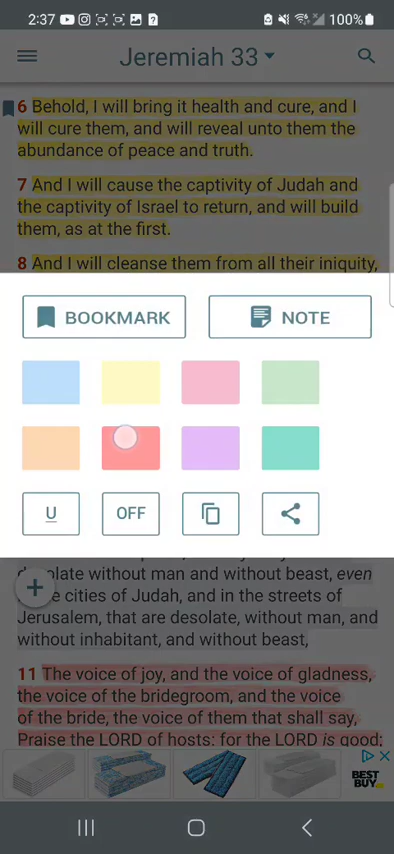 2:37
100%
Jeremiah 33
6 Behold, I will bring it health and cure, and I
will cure them, and will reveal unto them the
abundance of peace and truth.
7 And I will cause the captivity of Judah and
the captivity of Israel to return, and will build
them, as at the first.
8 And I will cleanse them from all their iniquity,
BOOKMARK
NOTE
U
OFF
desolate without man and without beast, even
cities of Judah, and in the streets of
Jerusalem, that are desolate, without man, and
without inhabitant, and without beast,
11 The voice of joy, and the voice of gladness,
the voice of the bridegroom, and the voice
of the bride, the voice of them that shall say,
Praise the LORD of hosts: for the LORD is good;
BEST
BUY